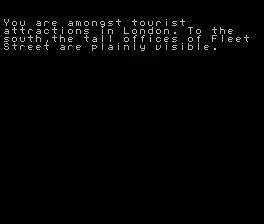 You are amongst tourist
attractions in London. To the
south,the tall offices of Fleet
Street are plainly visible.